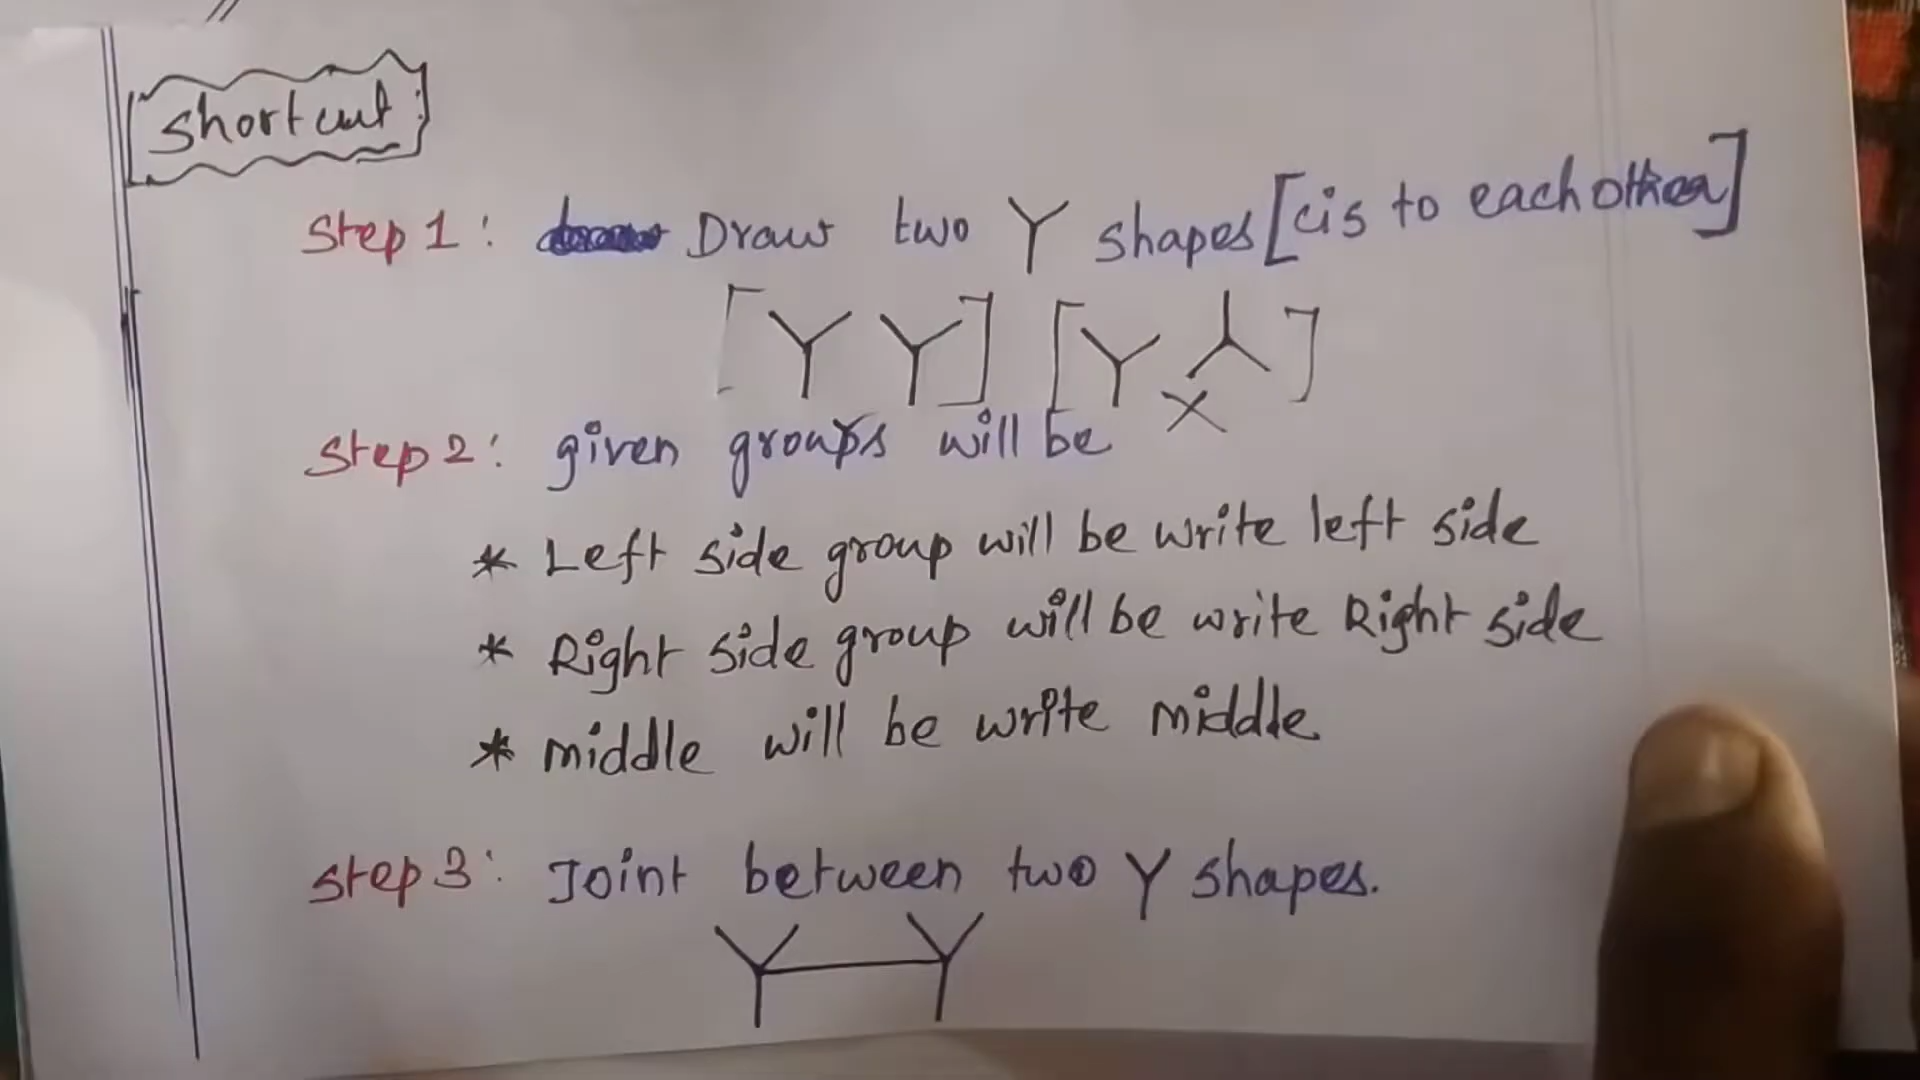 Shortcut
Step 1: Draw two Y shapes [cis to each other]
[Y Y] [Y Y]
X
Step 2: given groups will be
* Left side group will be write left side
* Right side group will be write Right side
* middle will be write middle
Step 3: Joint between two Y shapes.